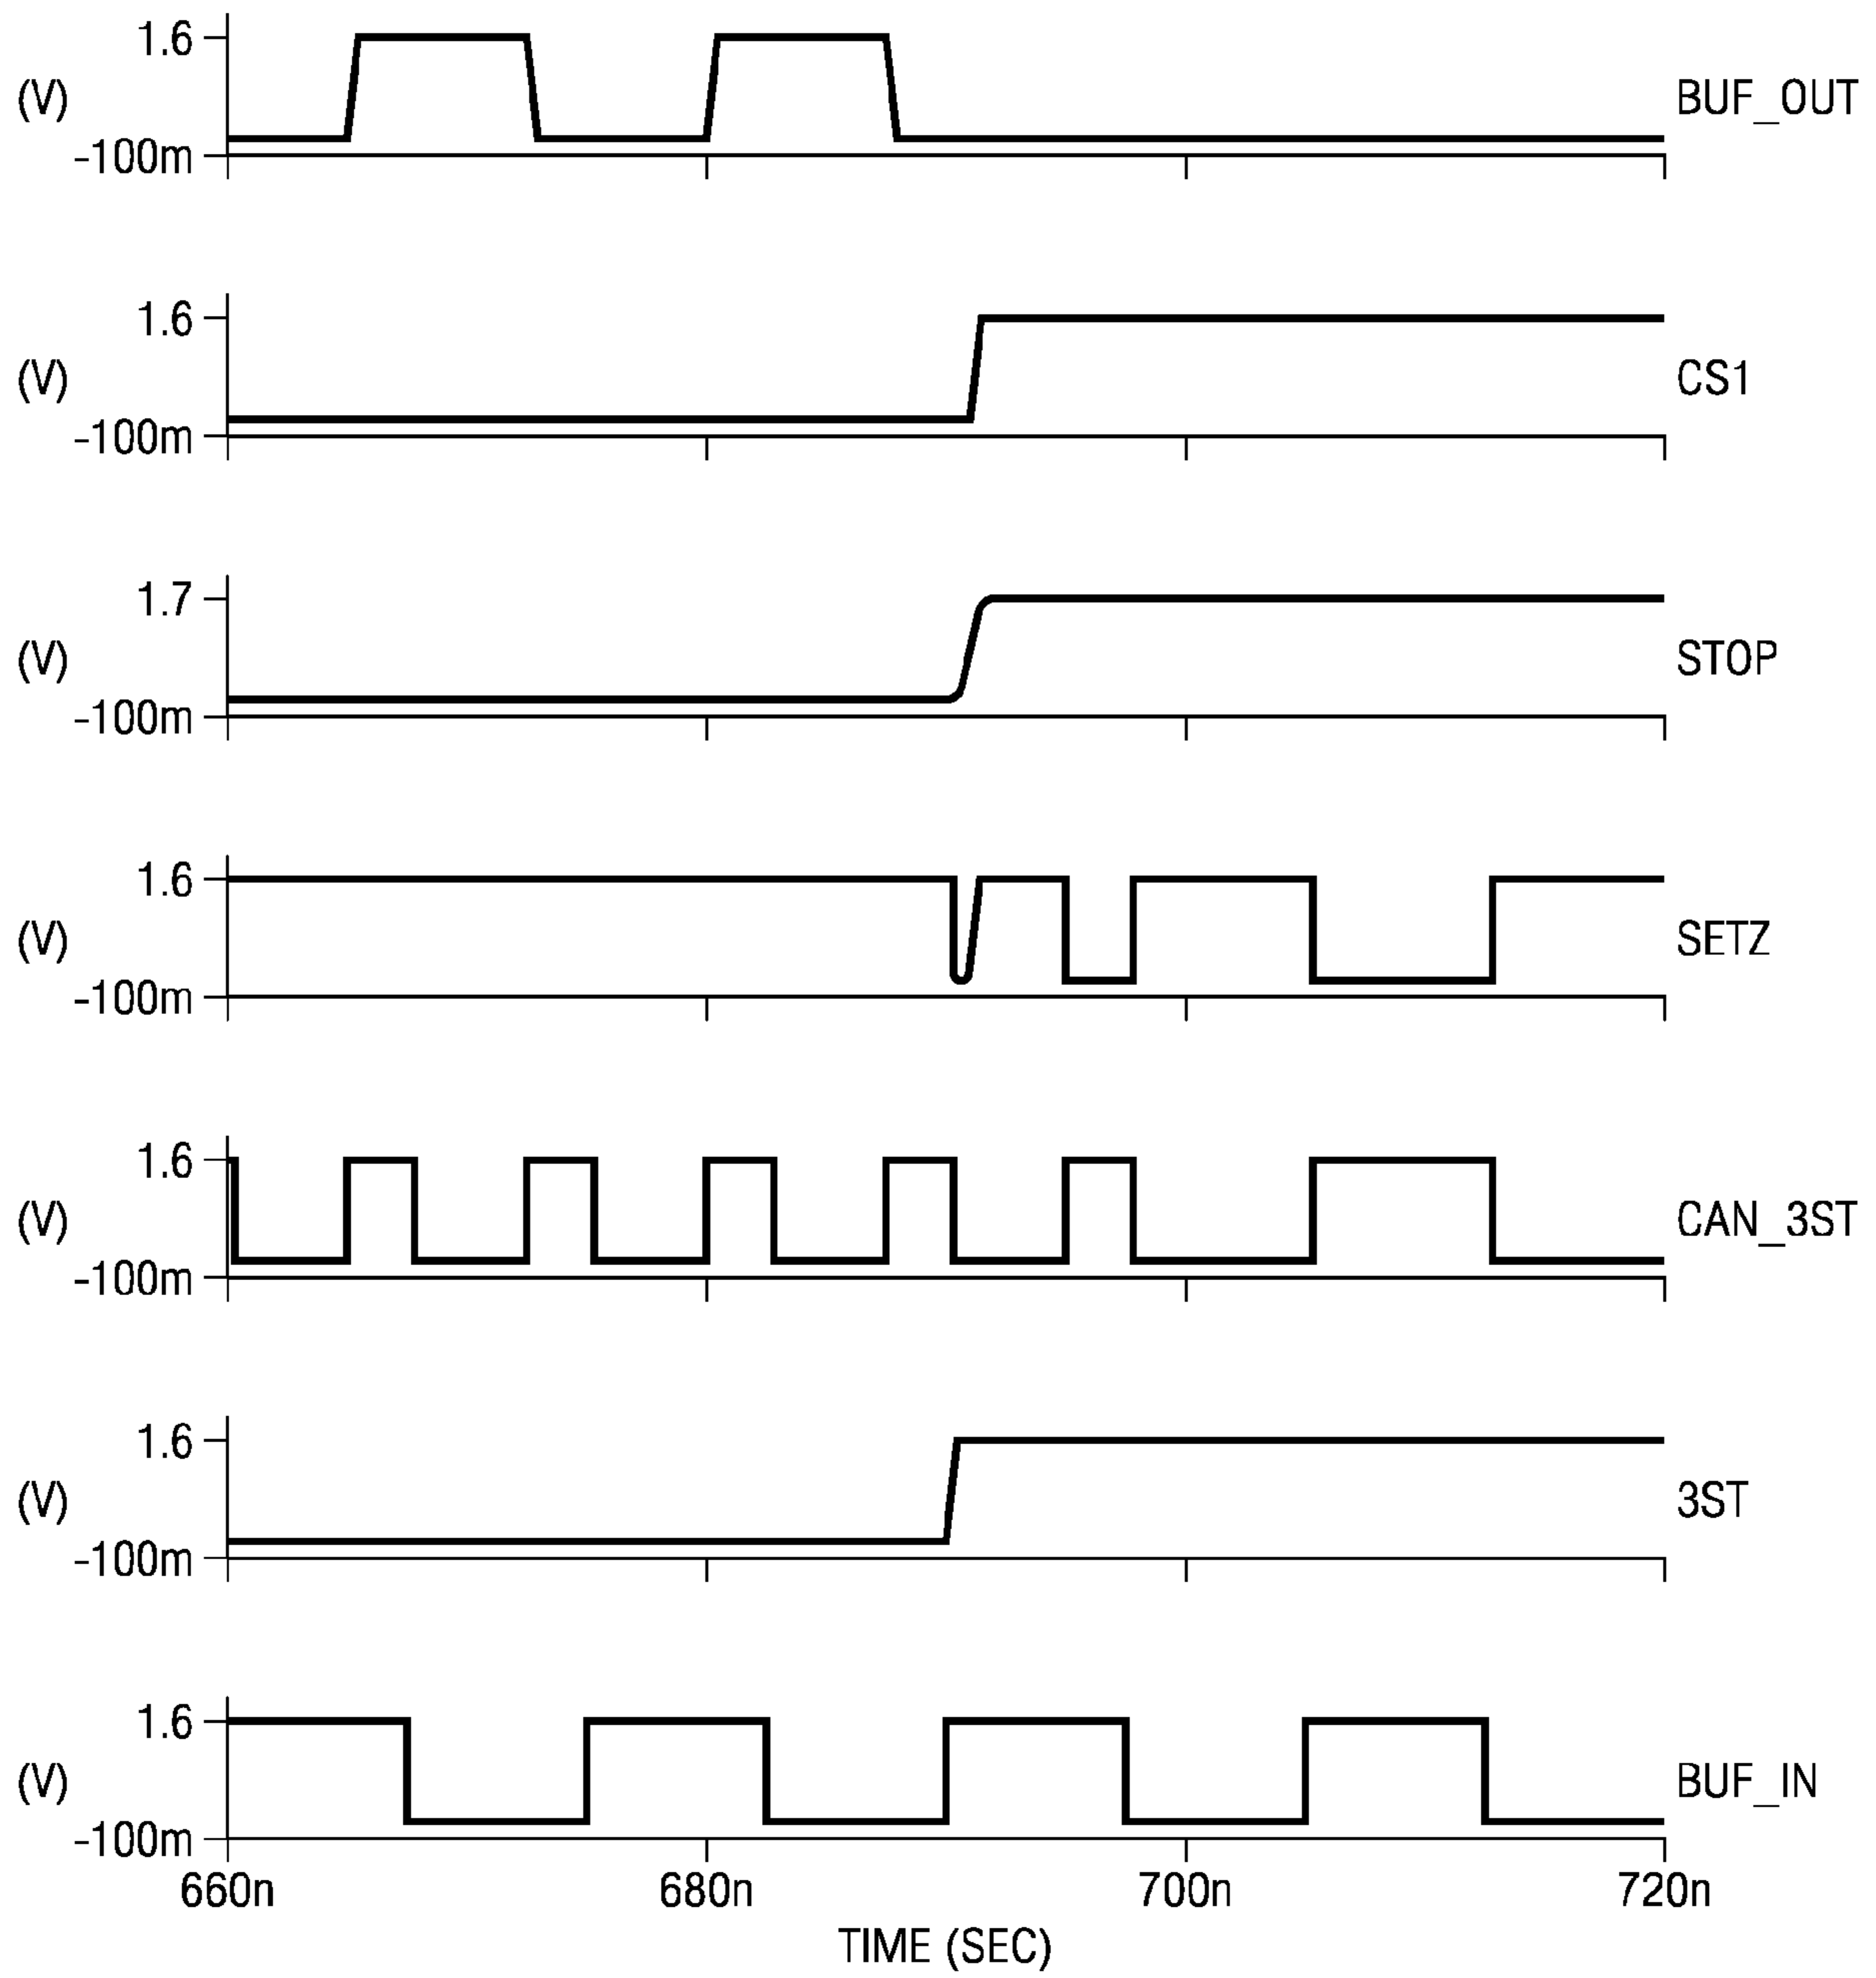 1.6
(V)
BUF_OUT
-100m
1.6
(V)
CS1
-100m
1.7
(V)
STOP
-100m
1.6
(V)
SETZ
-100m
1.6
(V)
CAN_3ST
-100m
1.6
(V)
3ST
-100m
1.6
(V)
BUF_IN
-100m
660n 680n 700n 720n
TIME (SEC)